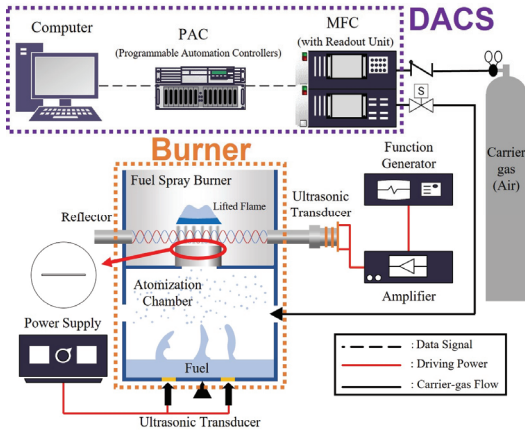 DACS
Computer
PAC
(Programmable Automation Controllers)
MFC
(with Readout Unit)
S
Carrier
gas
(Air)
Burner
Fuel Spray Burner
Lifted Flame
Reflector
Ultrasonic
Transducer
Function
Generator
Amplifier
Atomization
Chamber
Power Supply
Fuel
Ultrasonic Transducer
: Data Signal
: Driving Power
: Carrier-gas Flow